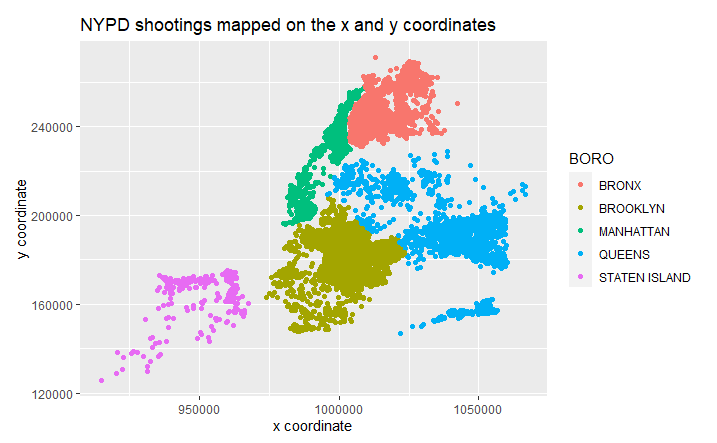 NYPD shootings mapped on the x and y coordinates
240000
200000
160000
120000
y coordinate
950000
1000000
1050000
x coordinate
BORO
BRONX
BROOKLYN
MANHATTAN
QUEENS
STATEN ISLAND